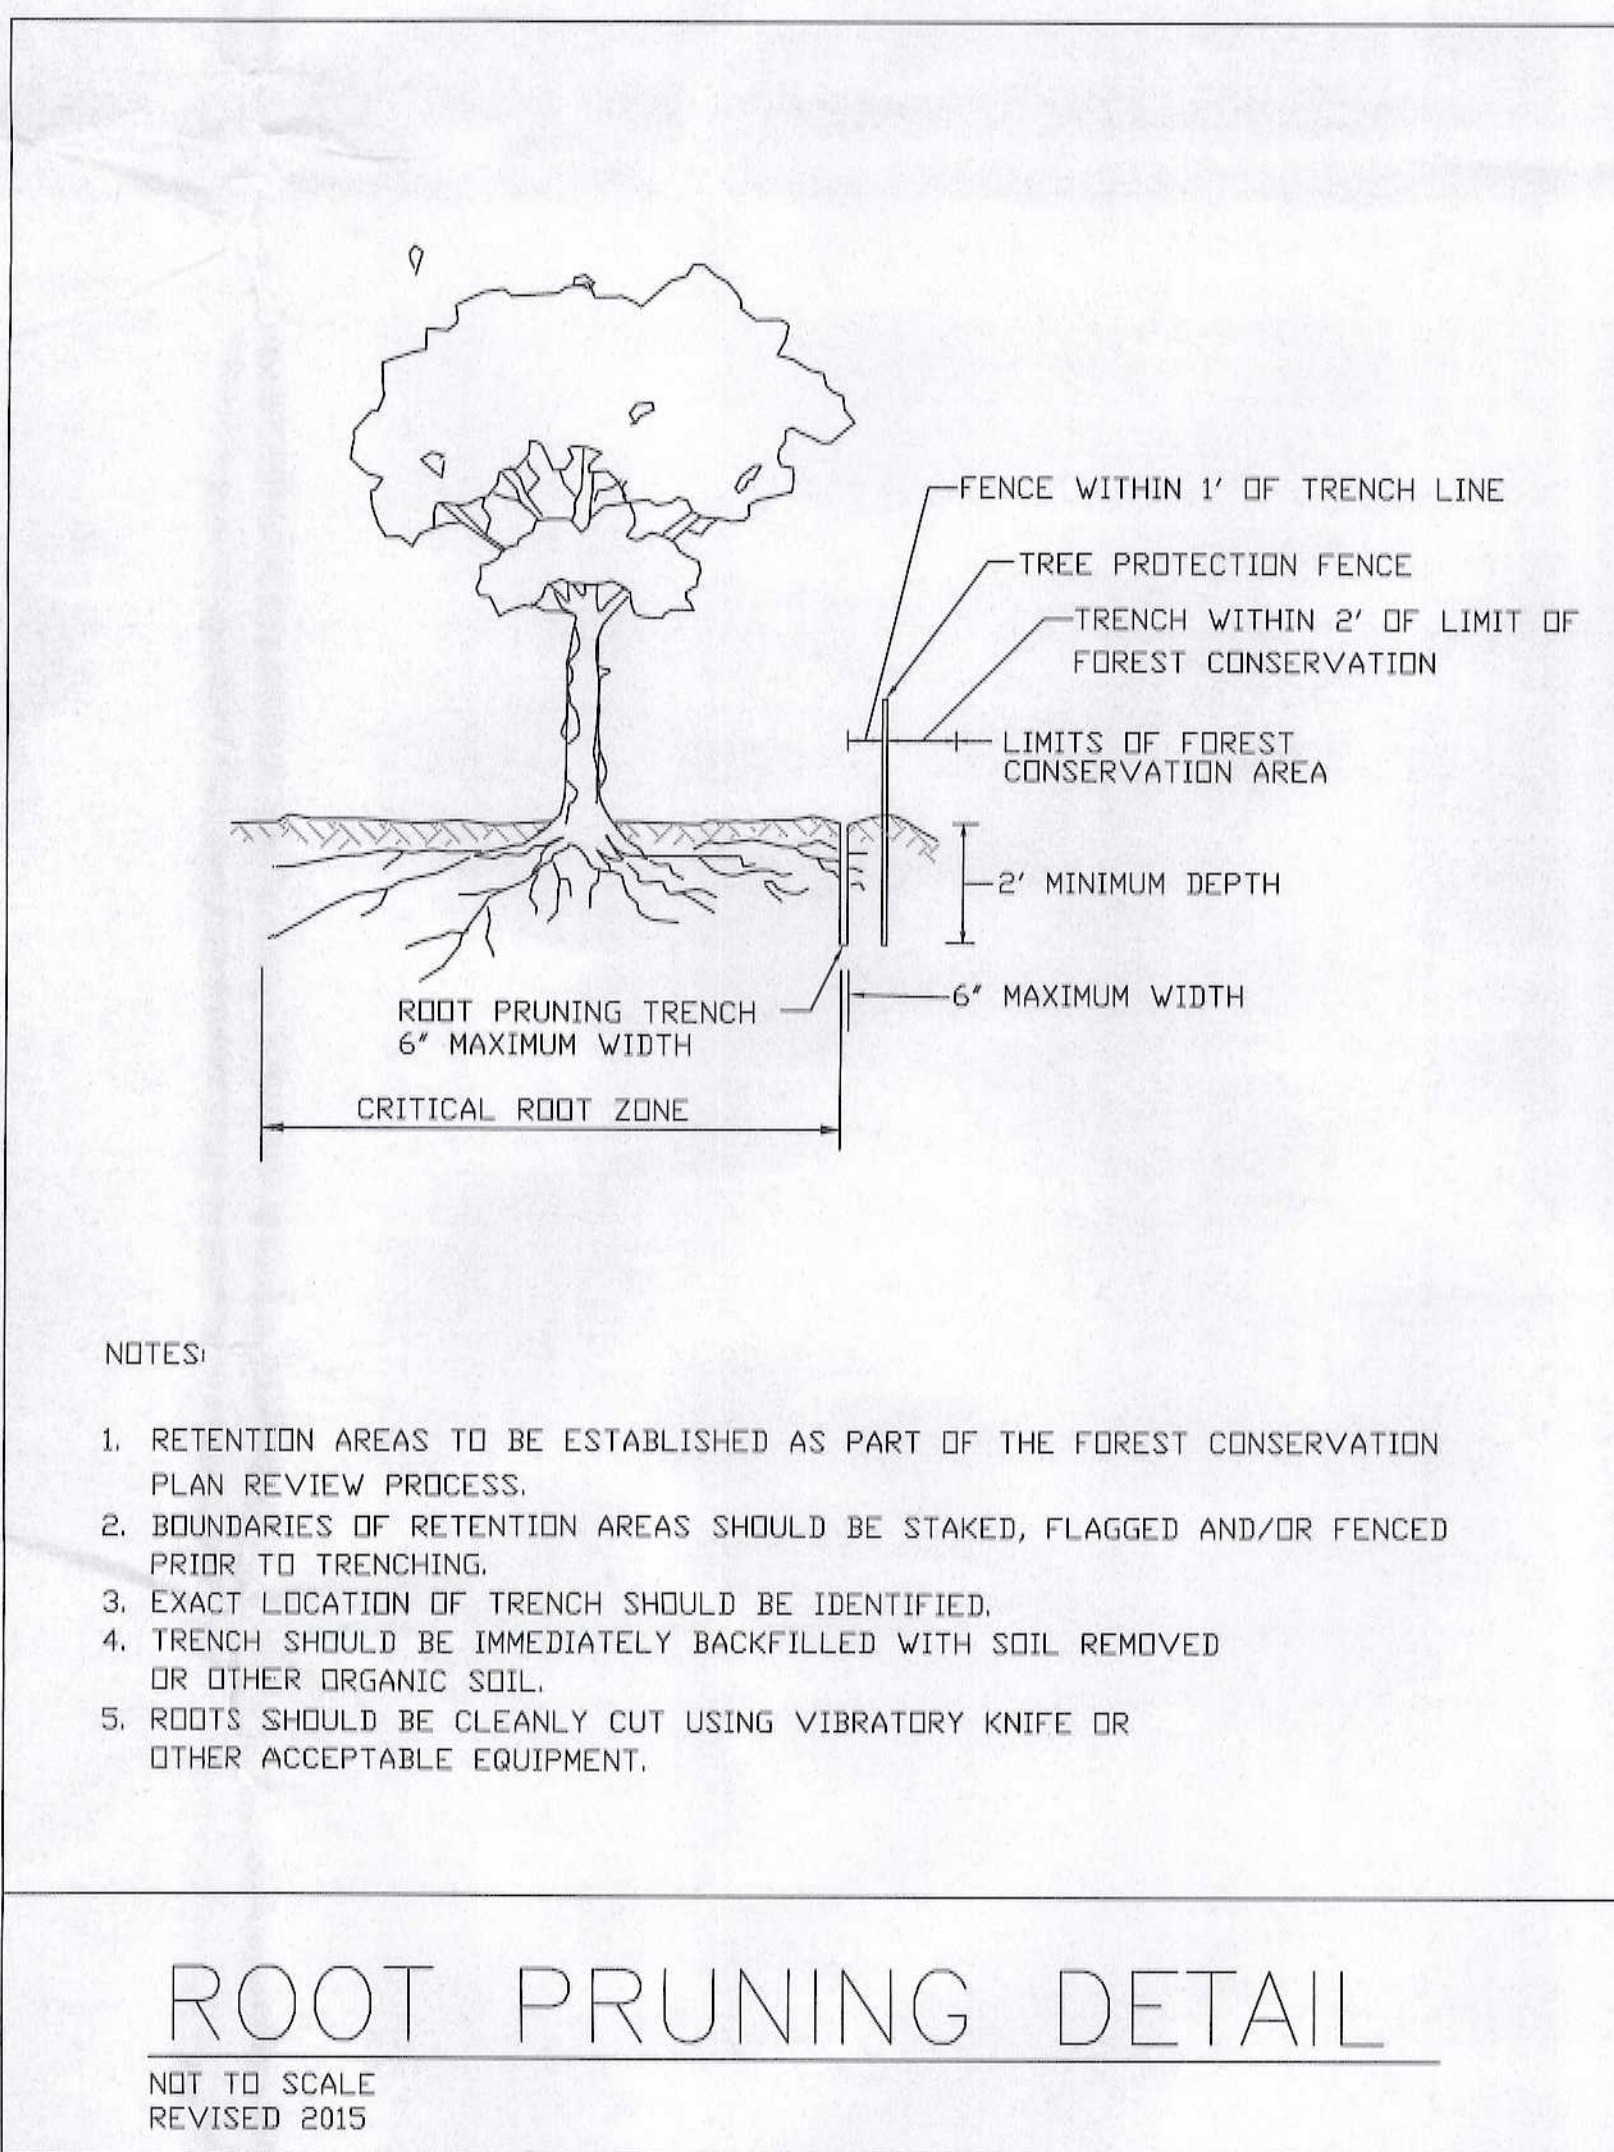 FENCE WITHIN 1' OF TRENCH LINE
TREE PROTECTION FENCE
TRENCH WITHIN 2' OF LIMIT OF
FOREST CONSERVATION
LIMITS OF FOREST
CONSERVATION AREA
2' MINIMUM DEPTH
6" MAXIMUM WIDTH
ROOT PRUNING TRENCH
6" MAXIMUM WIDTH
CRITICAL ROOT ZONE
NOTES:
1. RETENTION AREAS TO BE ESTABLISHED AS PART OF THE FOREST CONSERVATION
PLAN REVIEW PROCESS.
2. BOUNDARIES OF RETENTION AREAS SHOULD BE STAKED, FLAGGED AND/OR FENCED
PRIOR TO TRENCHING.
3. EXACT LOCATION OF TRENCH SHOULD BE IDENTIFIED.
4. TRENCH SHOULD BE IMMEDIATELY BACKFILLED WITH SOIL REMOVED
OR OTHER ORGANIC SOIL.
5. ROOTS SHOULD BE CLEANLY CUT USING VIBRATORY KNIFE OR
OTHER ACCEPTABLE EQUIPMENT.
ROOT PRUNING DETAIL
NOT TO SCALE
REVISED 2015